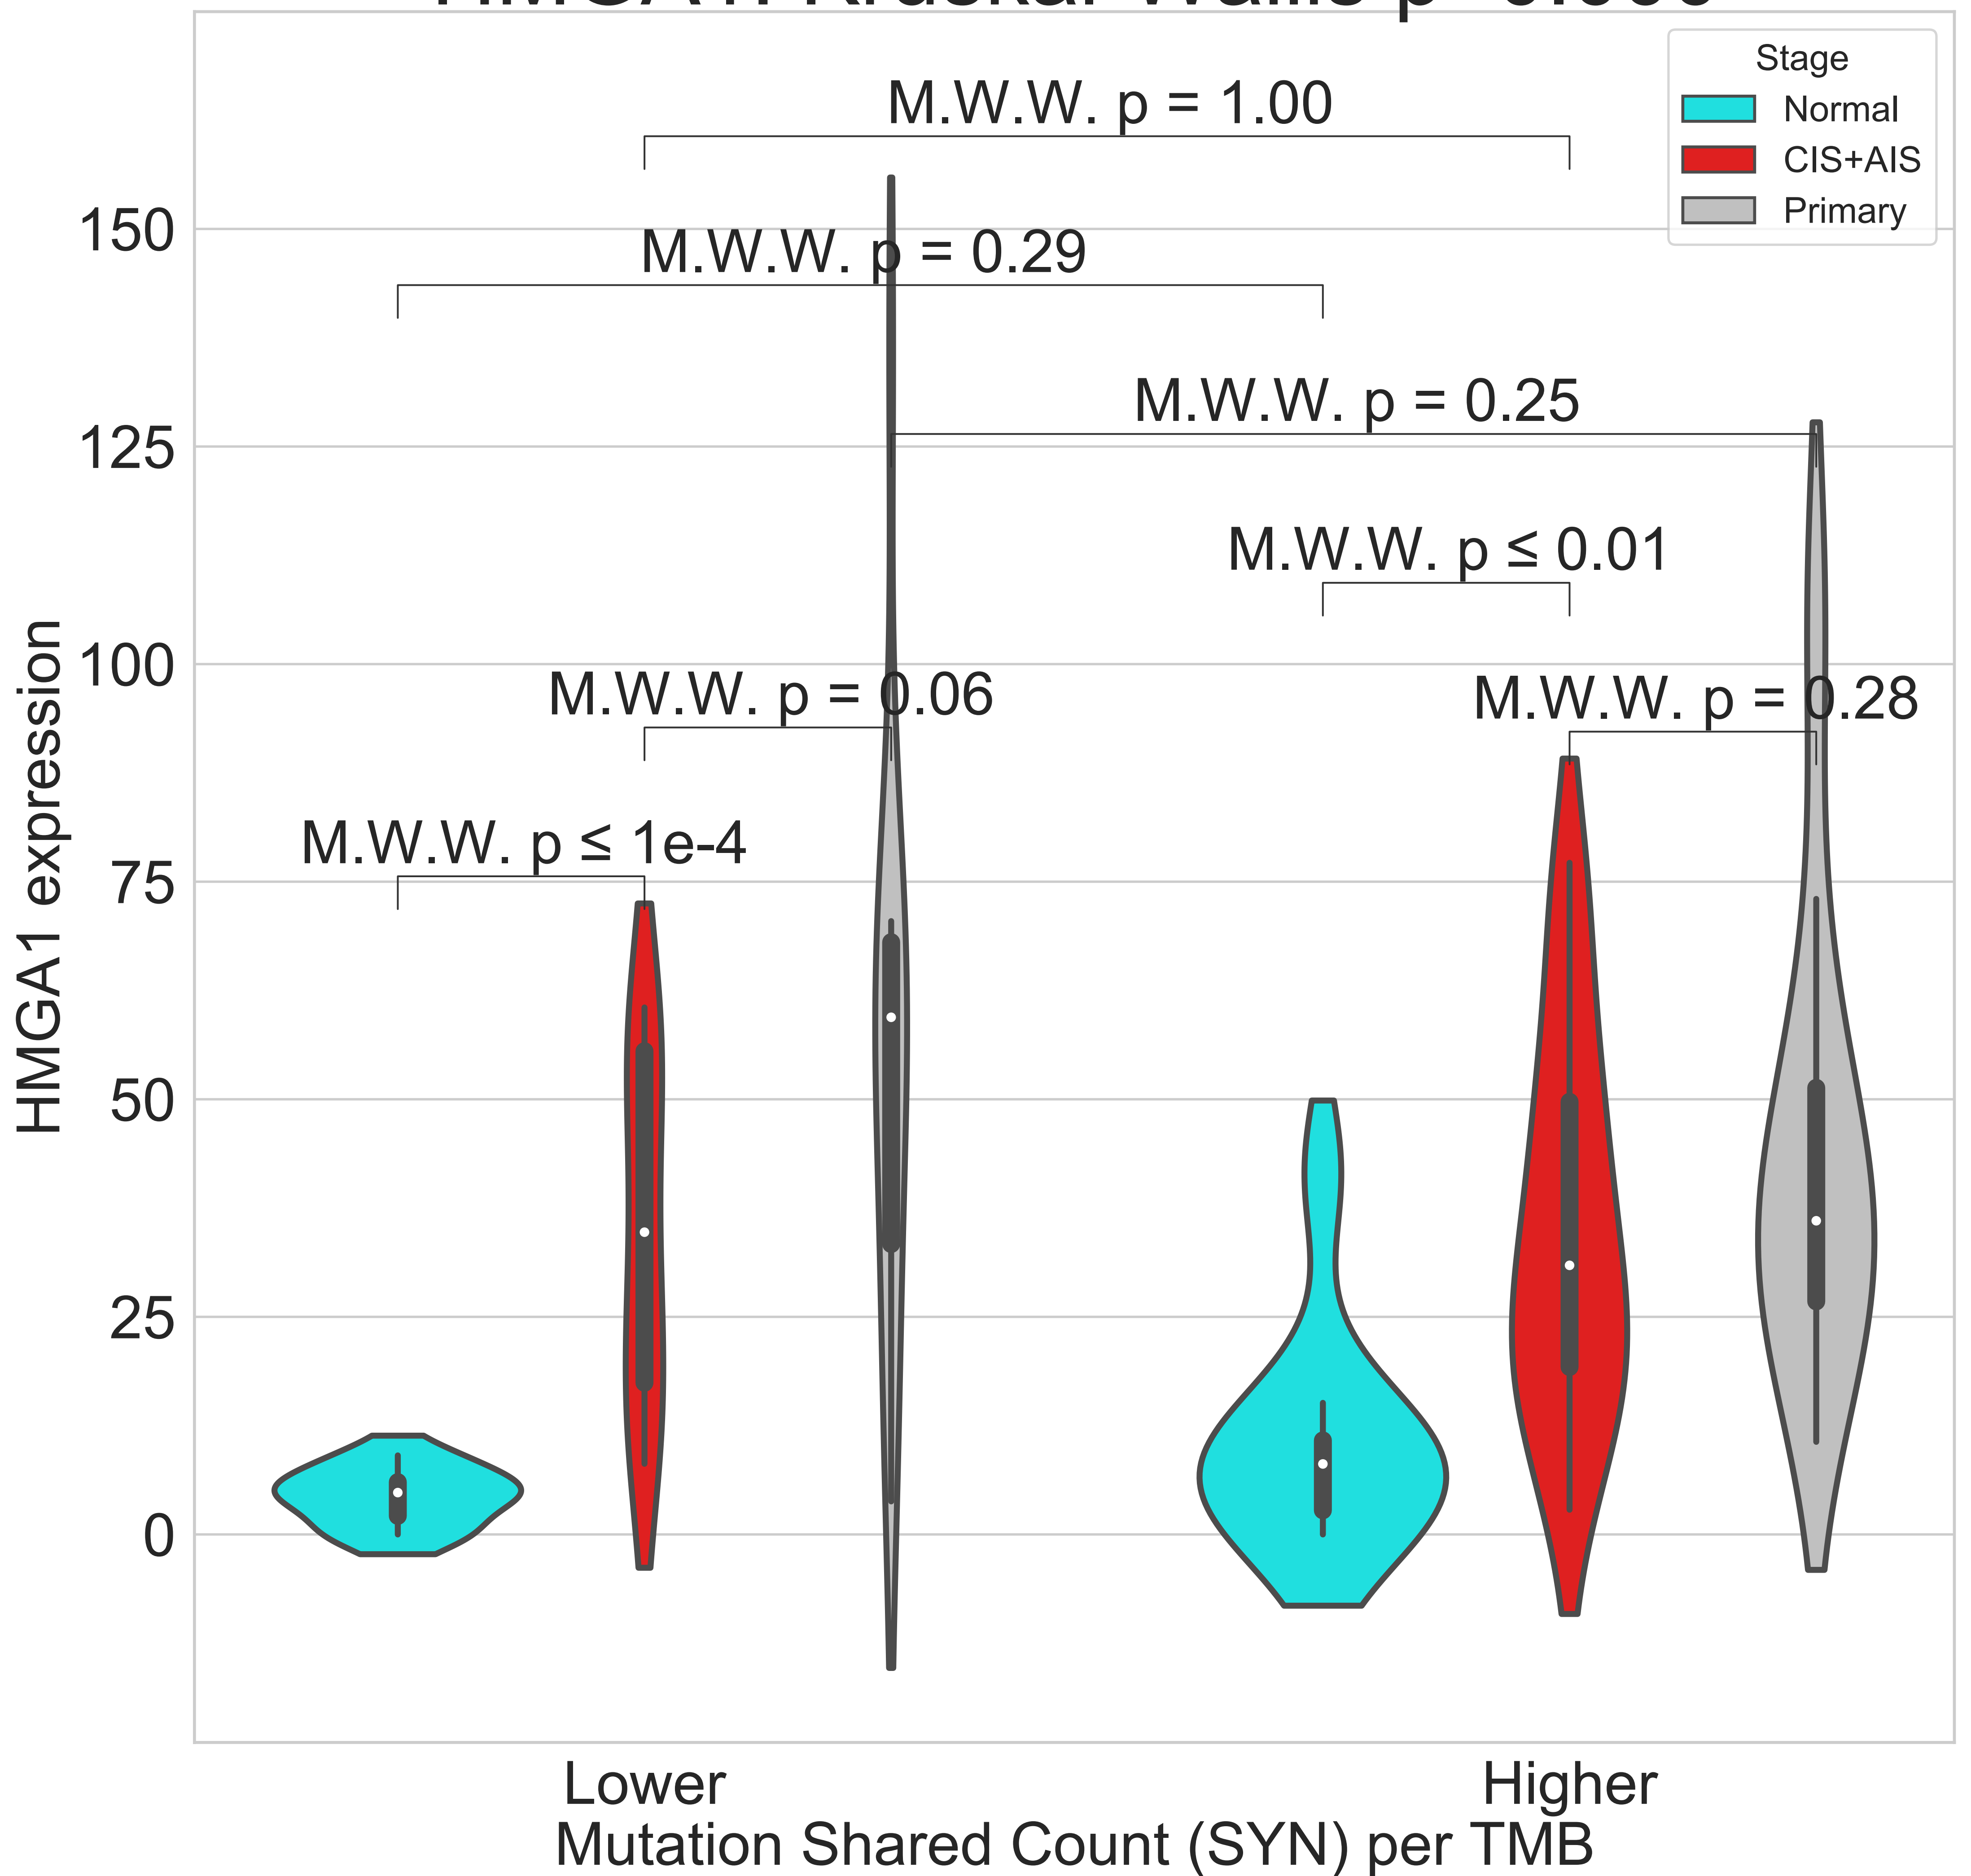 Stage
Normal
CIS+AIS
Primary
M.W.W. p = 1.00
M.W.W. p = 0.29
M.W.W. p = 0.25
M.W.W. p ≤ 0.01
M.W.W. p = 0.06
M.W.W. p = 0.28
M.W.W. p ≤ 1e-4
150
125
100
75
50
25
0
HMGA1 expression
Lower
Higher
Mutation Shared Count (SYN) per TMB